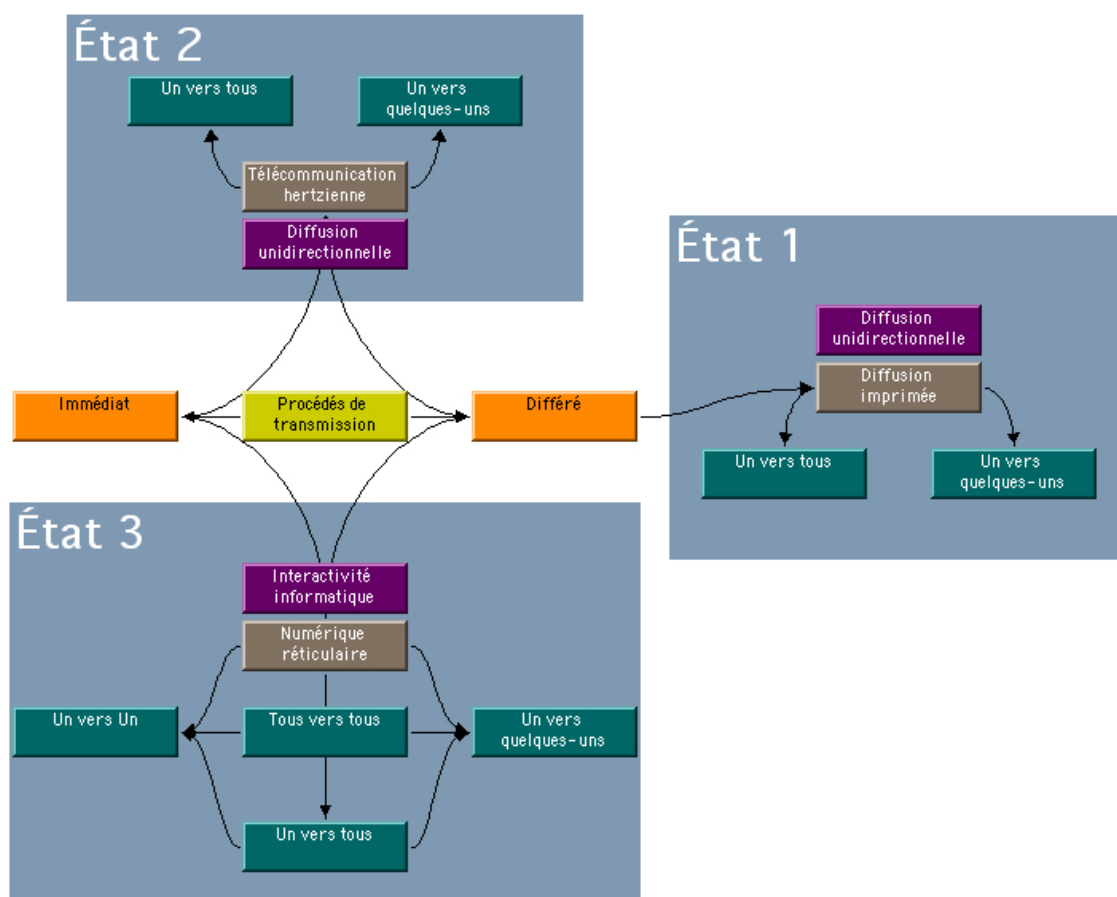 État 2
Un vers tous
Un vers
quelques-uns
Télécommunication
hertzienne
Diffusion
unidirectionnelle
État 1
Diffusion
unidirectionnelle
Diffusion
imprimée
Un vers tous
Un vers
quelques-uns
Immédiat
Procédés de
transmission
Différé
État 3
Interactivité
informatique
Numérique
réticulaire
Un vers Un
Tous vers tous
Un vers
quelques-uns
Un vers tous